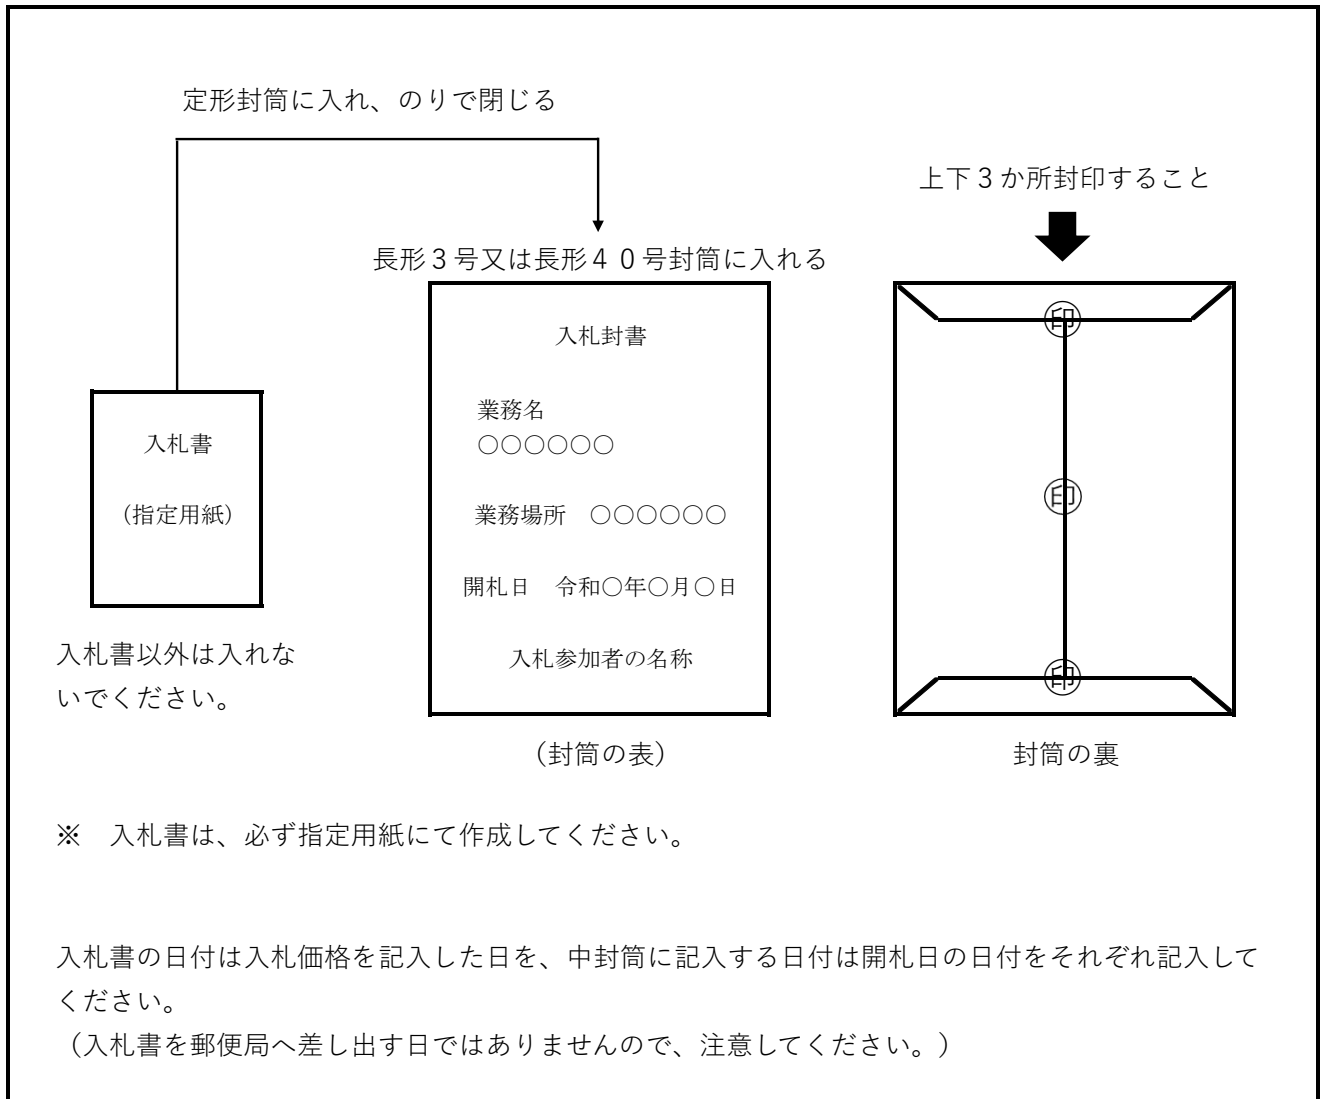 定形封筒に入れ、のりで閉じる
上下３か所封印すること
長形３号又は長形４０号封筒に入れる
入札封書
業務名
○○○○○○
業務場所　○○○○○○
開札日　令和○年○月○日
入札参加者の名称
入札書
（指定用紙）
印
印
印
入札書以外は入れな
いでください。
（封筒の表）
封筒の裏
※　入札書は、必ず指定用紙にて作成してください。
入札書の日付は入札価格を記入した日を、中封筒に記入する日付は開札日の日付をそれぞれ記入して
ください。
（入札書を郵便局へ差し出す日ではありませんので、注意してください。）